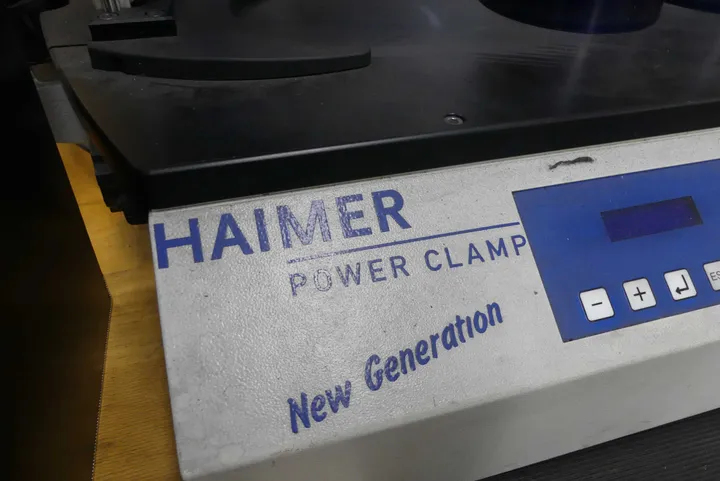 HAIMER
POWER CLAMP
New Generation
- + ↵